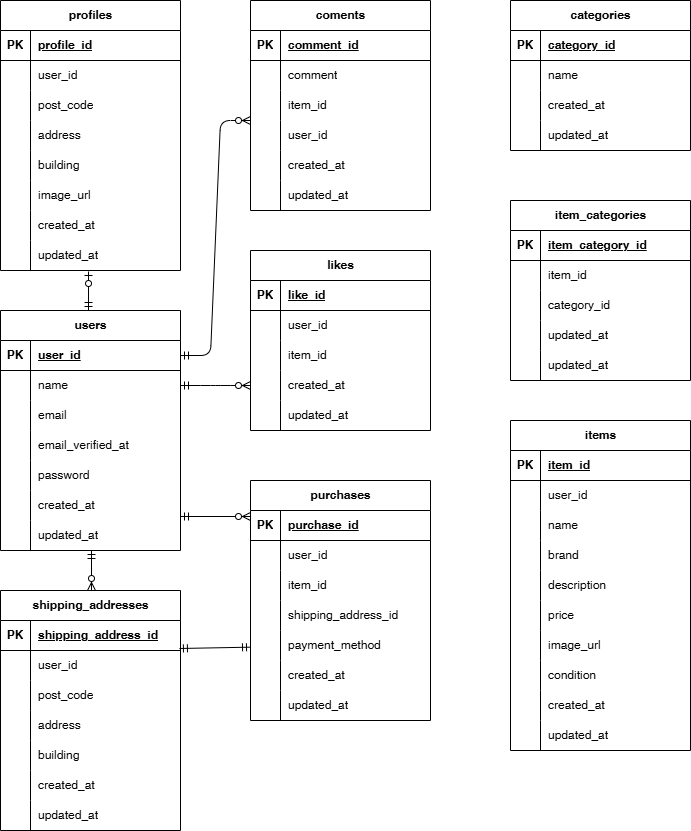 profiles
PK profile_id
user_id
post_code
address
building
image_url
created_at
updated_at
users
PK user_id
name
email
email_verified_at
password
created_at
updated_at
shipping_addresses
PK shipping_address_id
user_id
post_code
address
building
created_at
updated_at
coments
PK comment_id
comment
item_id
user_id
created_at
updated_at
likes
PK like_id
user_id
item_id
created_at
updated_at
purchases
PK purchase_id
user_id
item_id
shipping_address_id
payment_method
created_at
updated_at
categories
PK category_id
name
created_at
updated_at
item_categories
PK item_category_id
item_id
category_id
updated_at
updated_at
items
PK item_id
user_id
name
brand
description
price
image_url
condition
created_at
updated_at